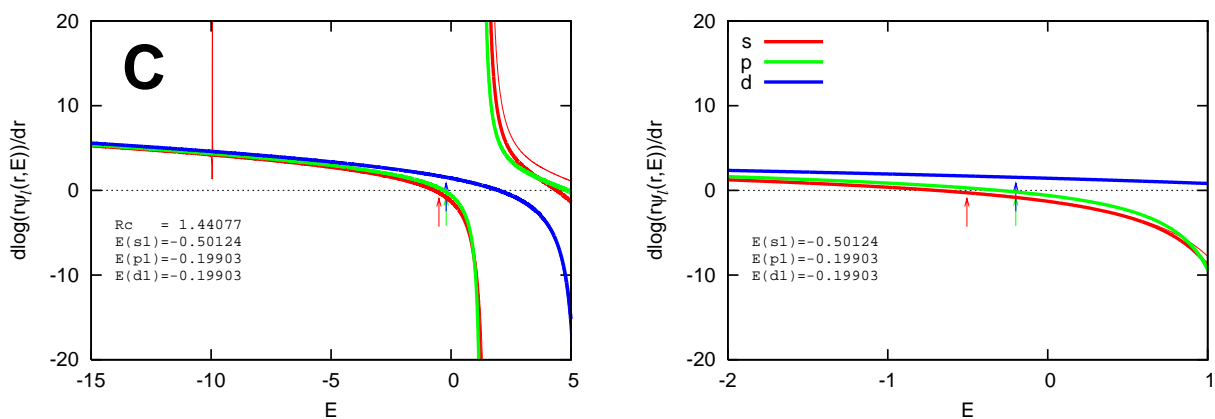 C
dlog(rψl(r,E))/dr
20
10
0
-10
-20
Rc = 1.44077
E(s1)=-0.50124
E(p1)=-0.19903
E(d1)=-0.19903
-15
-10
-5
0
5
E
dlog(rψl(r,E))/dr
20
10
0
-10
-20
s
p
d
E(s1)=-0.50124
E(p1)=-0.19903
E(d1)=-0.19903
-2
-1
0
1
E